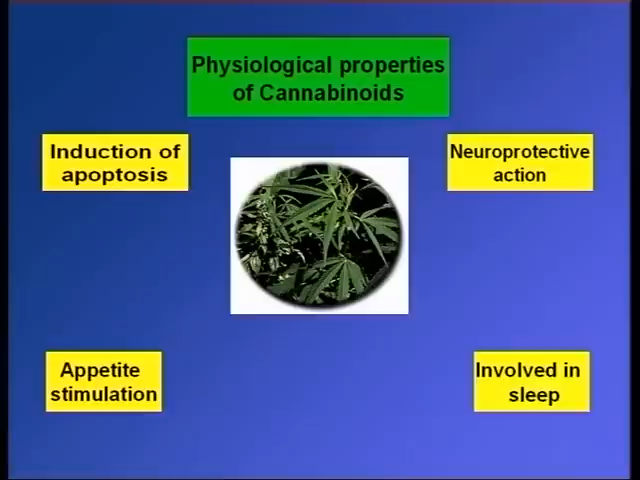 Physiological properties
of Cannabinoids
Induction of
apoptosis
Neuroprotective
action
Appetite
stimulation
Involved in
sleep